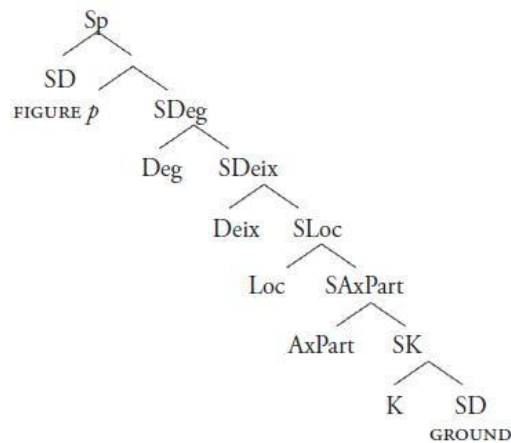 Sp
SD
FIGURE p SDeg
Deg SDeix
Deix SLoc
Loc SAxPart
AxPart SK
K SD
GROUND